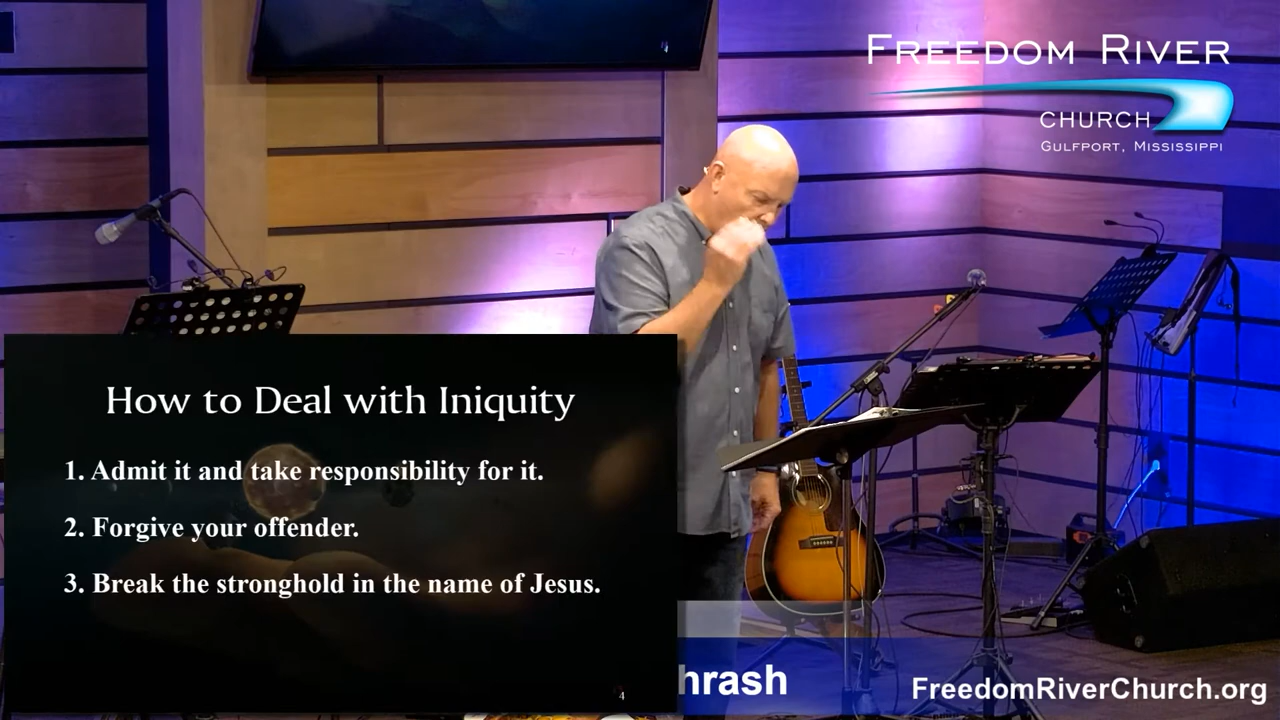 FREEDOM RIVER
CHURCH
GULFPORT, MISSISSIPPI
How to Deal with Iniquity
1. Admit it and take responsibility for it.
2. Forgive your offender.
3. Break the stronghold in the name of Jesus.
4
hrash
FreedomRiverChurch.org